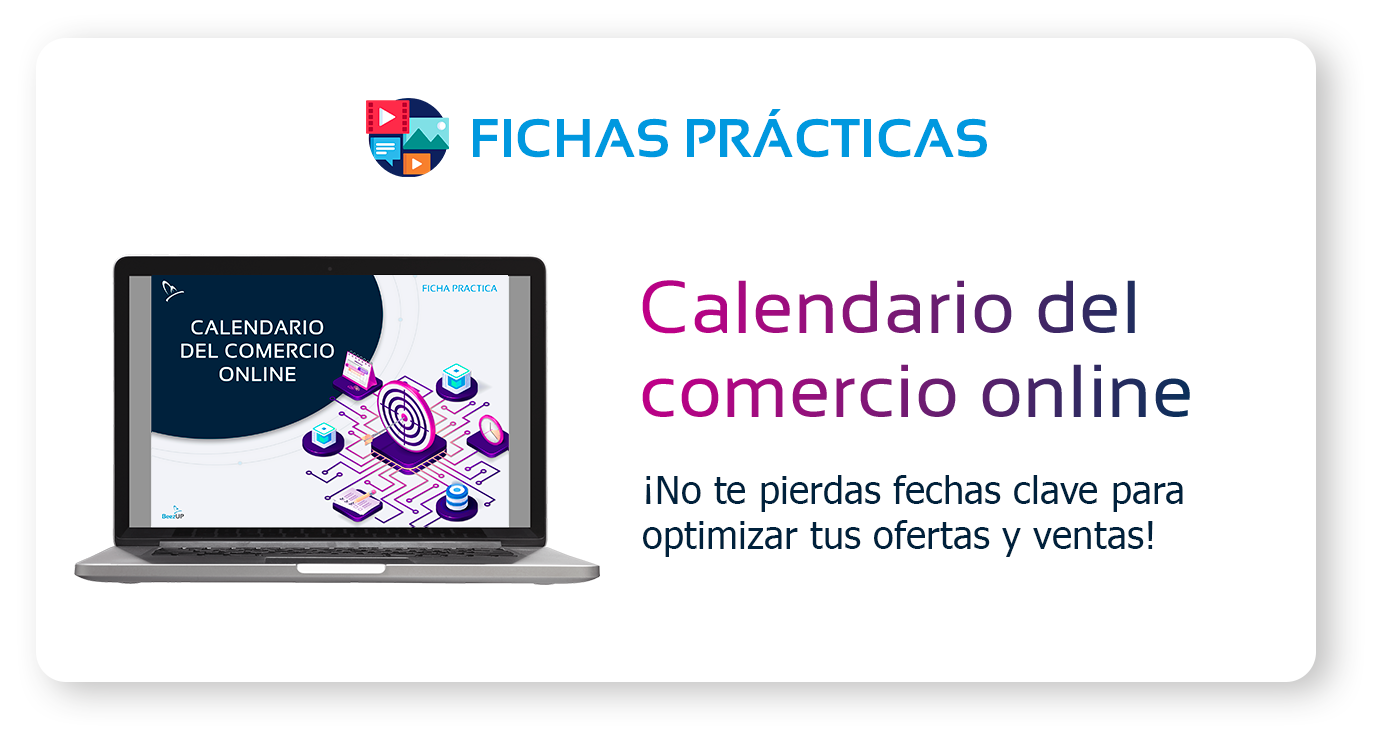 FICHAS PRÁCTICAS
FICHA PRACTICA
CALENDARIO
DEL COMERCIO
ONLINE
BeezUP
Calendario del
comercio online
¡No te pierdas fechas clave para
optimizar tus ofertas y ventas!